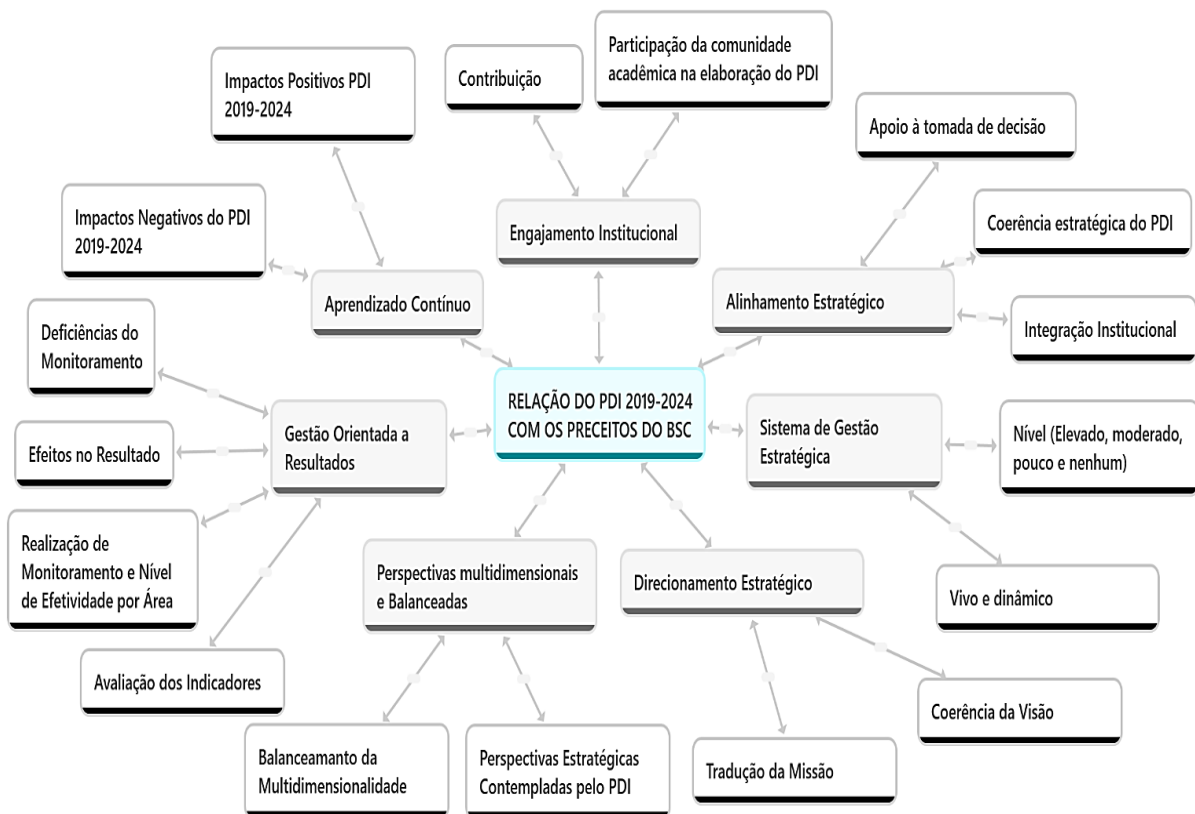 Participação da comunidade
acadêmica na elaboração do PDI
Contribuição
Impactos Positivos PDI
2019-2024
Apoio à tomada de decisão
Impactos Negativos do PDI
2019-2024
Engajamento Institucional
Coerência estratégica do PDI
Aprendizado Contínuo
Alinhamento Estratégico
Integração Institucional
Deficiências do
Monitoramento
RELAÇÃO DO PDI 2019-2024
COM OS PRECEITOS DO BSC
Gestão Orientada a
Resultados
Sistema de Gestão
Estratégica
Nível (Elevado, moderado,
pouco e nenhum)
Efeitos no Resultado
Realização de
Monitoramento e Nível
de Efetividade por Área
Perspectivas multidimensionais
e Balanceadas
Direcionamento Estratégico
Vivo e dinâmico
Avaliação dos Indicadores
Coerência da Visão
Balanceamanto da
Multidimensionalidade
Perspectivas Estratégicas
Contempladas pelo PDI
Tradução da Missão